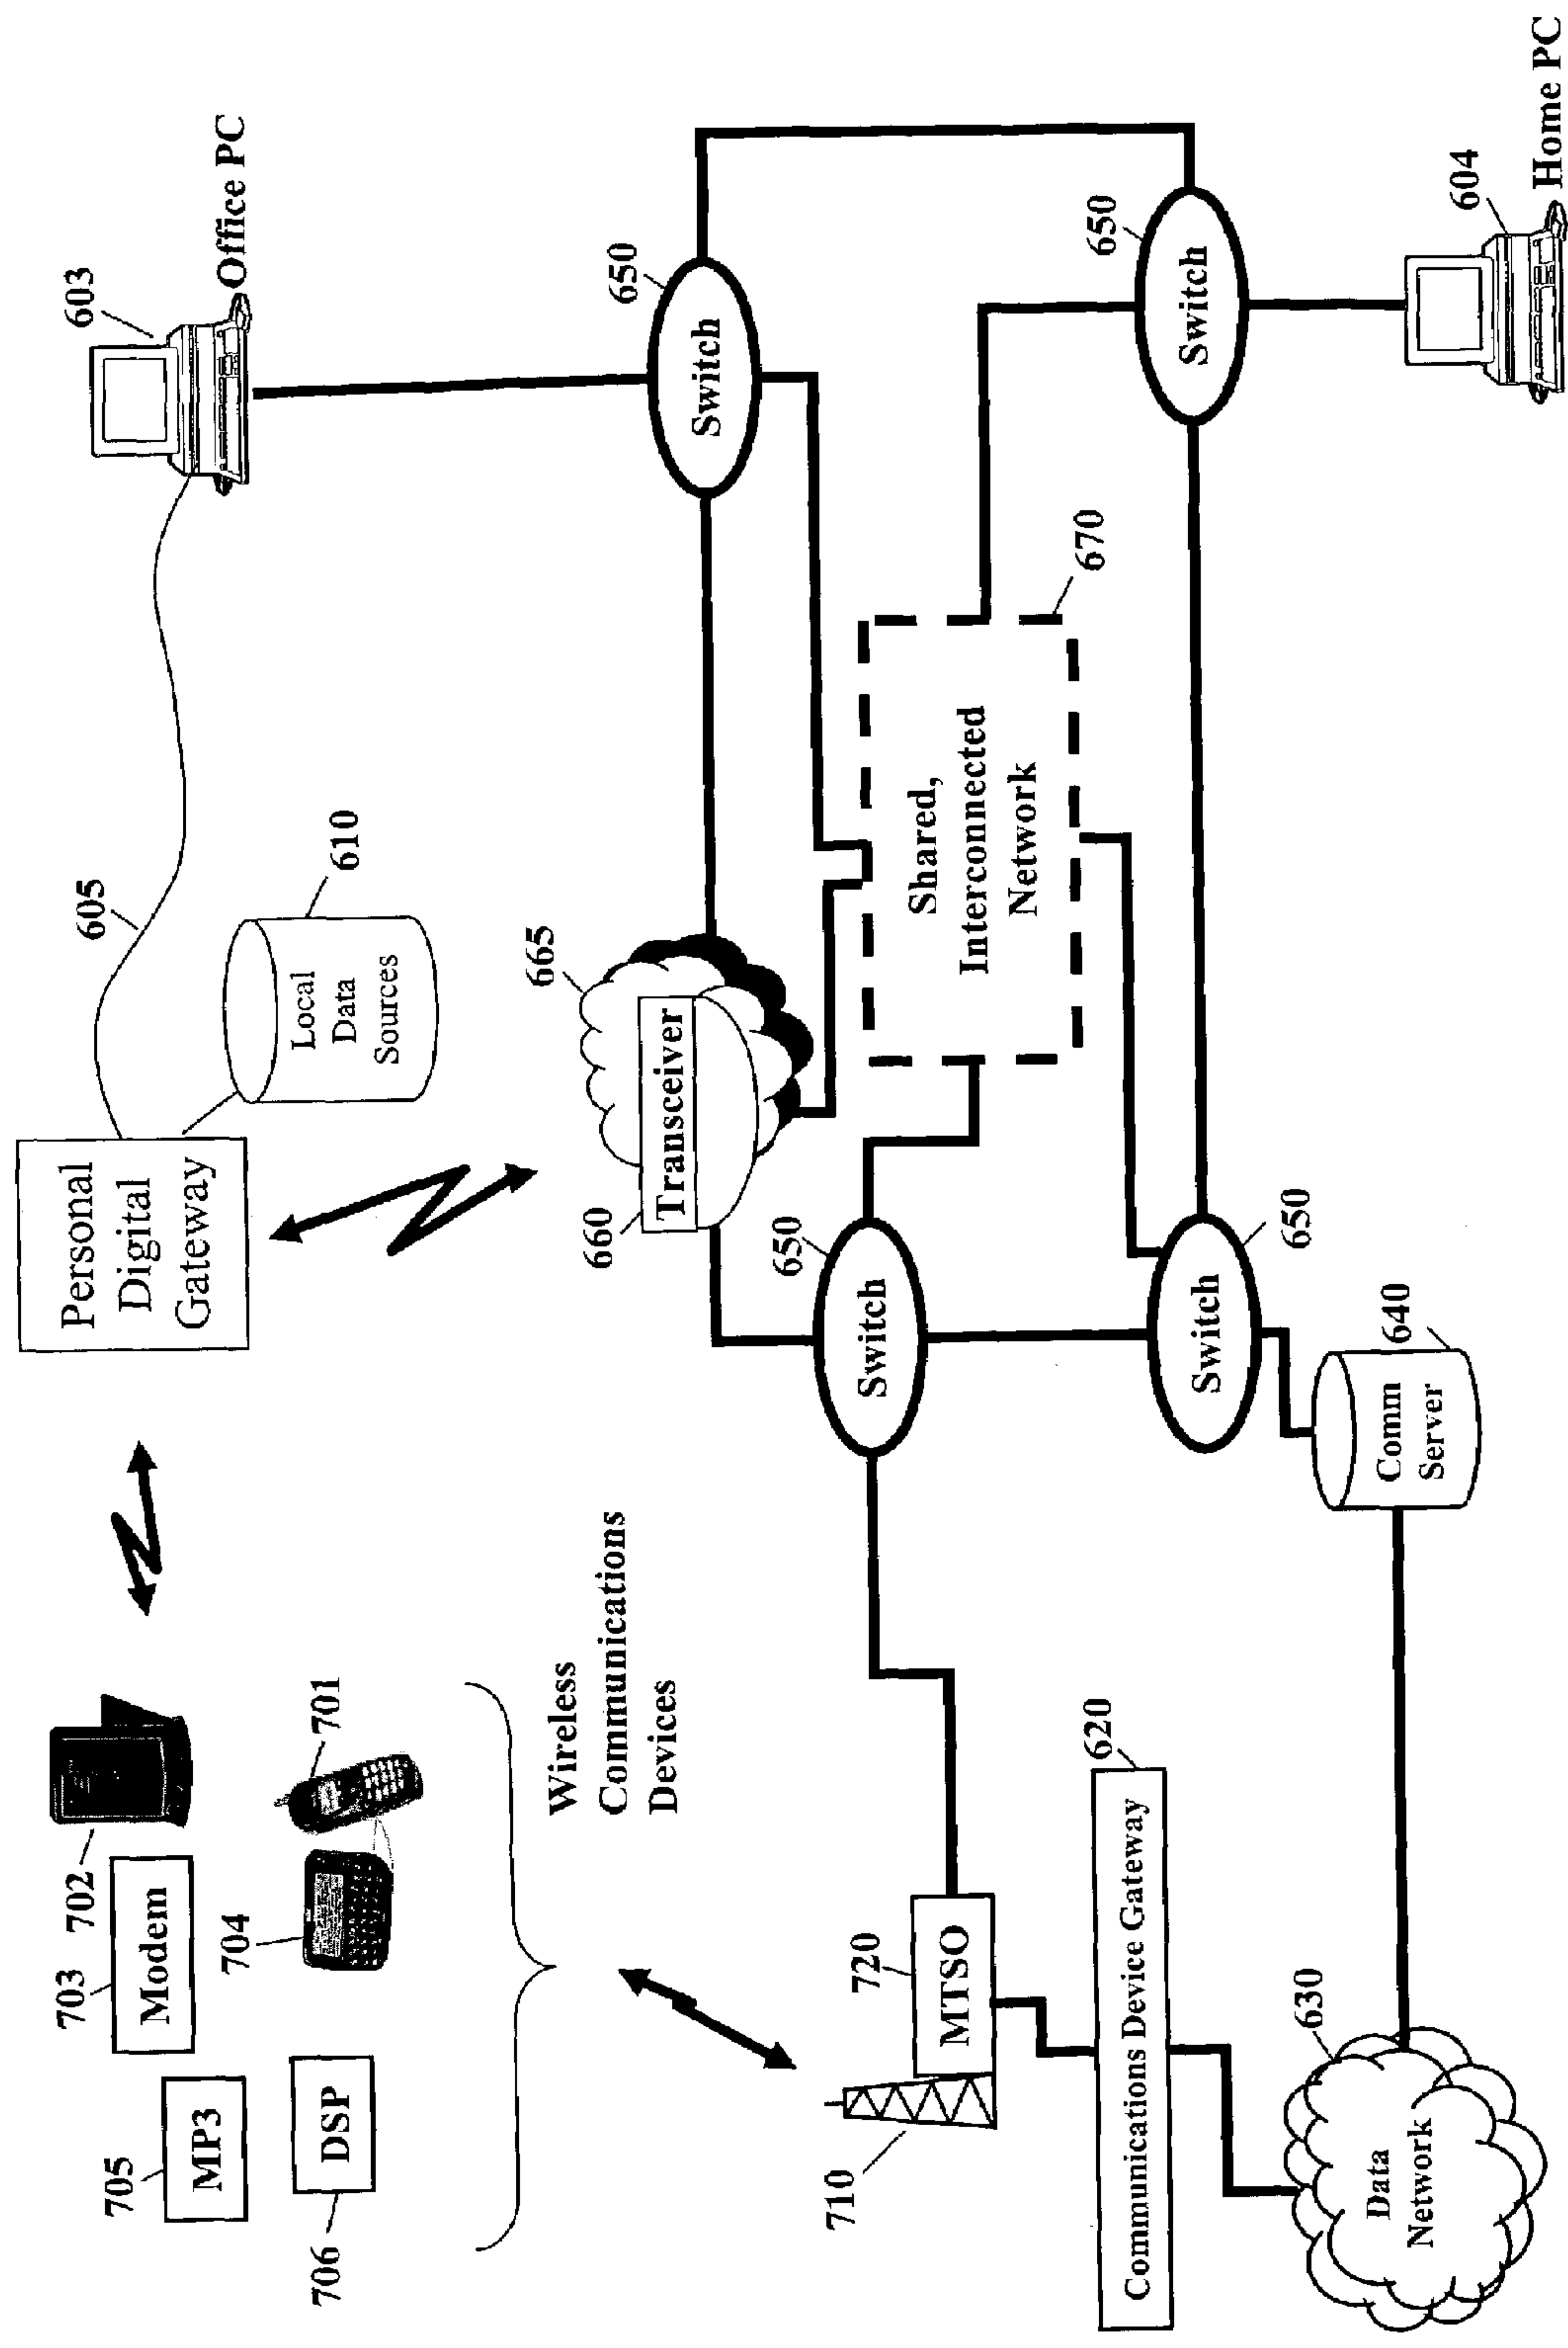 705
MP3
703
Modem
702
706
DSP
704
701
Wireless
Communications
Devices
Personal
Digital
Gateway
605
610
Local
Data
Sources
603
Office PC
665
660
Transceiver
650
Switch
710
720
MTSO
650
Switch
Shared,
Interconnected
Network
670
620
Communications Device Gateway
650
Switch
650
Switch
630
Data
Network
640
Comm
Server
604
Home PC